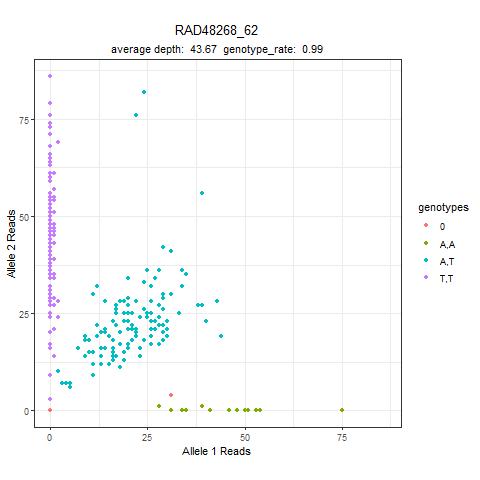 RAD48268_62
average depth:  43.67  genotype_rate:  0.99
Allele 2 Reads
75
50
25
0
0
25
50
75
Allele 1 Reads
genotypes
0
A,A
A,T
T,T